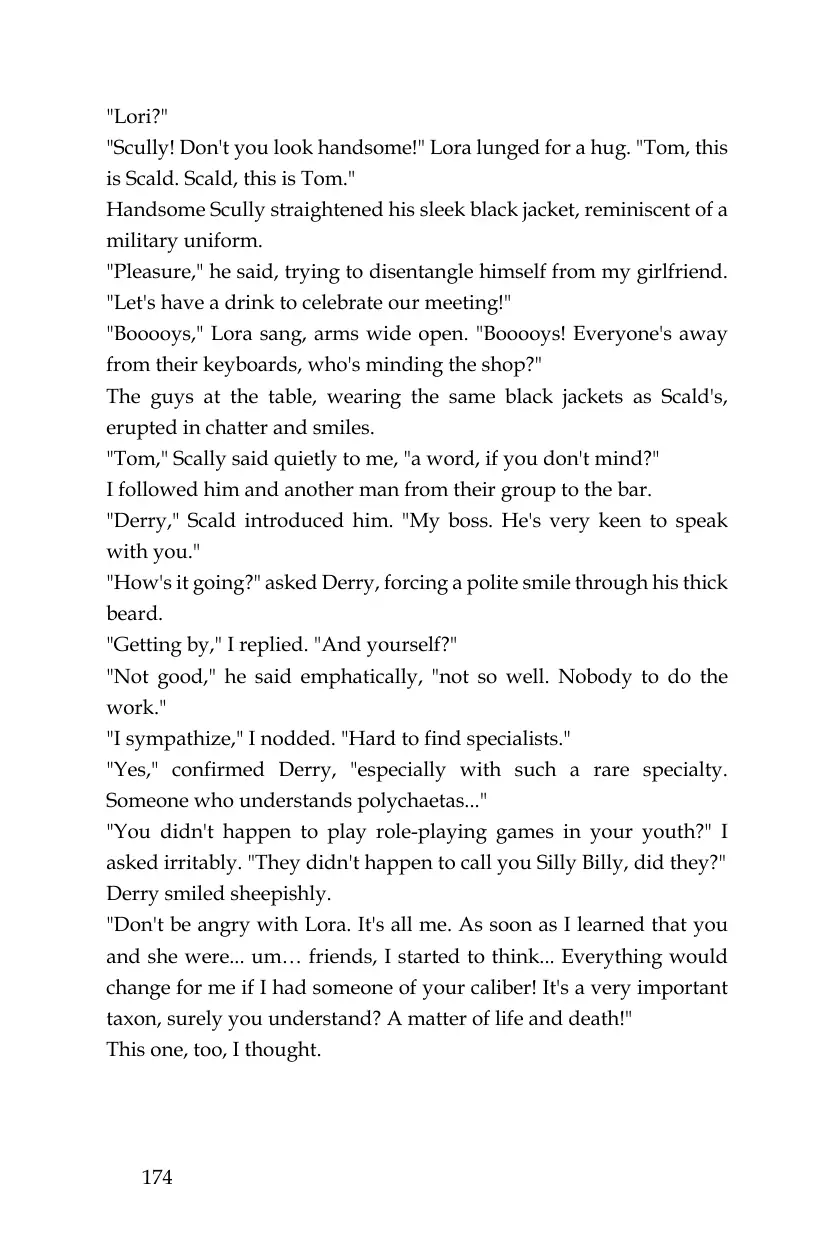 "Lori?"
"Scully! Don't you look handsome!" Lora lunged for a hug. "Tom, this
is Scald. Scald, this is Tom."
Handsome Scully straightened his sleek black jacket, reminiscent of a
military uniform.
"Pleasure," he said, trying to disentangle himself from my girlfriend.
"Let's have a drink to celebrate our meeting!"
"Booooys," Lora sang, arms wide open. "Booooys! Everyone's away
from their keyboards, who's minding the shop?"
The guys at the table, wearing the same black jackets as Scald's,
erupted in chatter and smiles.
"Tom," Scally said quietly to me, "a word, if you don't mind?"
I followed him and another man from their group to the bar.
"Derry," Scald introduced him. "My boss. He's very keen to speak
with you."
"How's it going?" asked Derry, forcing a polite smile through his thick
beard.
"Getting by," I replied. "And yourself?"
"Not good," he said emphatically, "not so well. Nobody to do the
work."
"I sympathize," I nodded. "Hard to find specialists."
"Yes," confirmed Derry, "especially with such a rare specialty.
Someone who understands polychaetas..."
"You didn't happen to play role-playing games in your youth?" I
asked irritably. "They didn't happen to call you Silly Billy, did they?"
Derry smiled sheepishly.
"Don't be angry with Lora. It's all me. As soon as I learned that you
and she were... um… friends, I started to think... Everything would
change for me if I had someone of your caliber! It's a very important
taxon, surely you understand? A matter of life and death!"
This one, too, I thought.
174